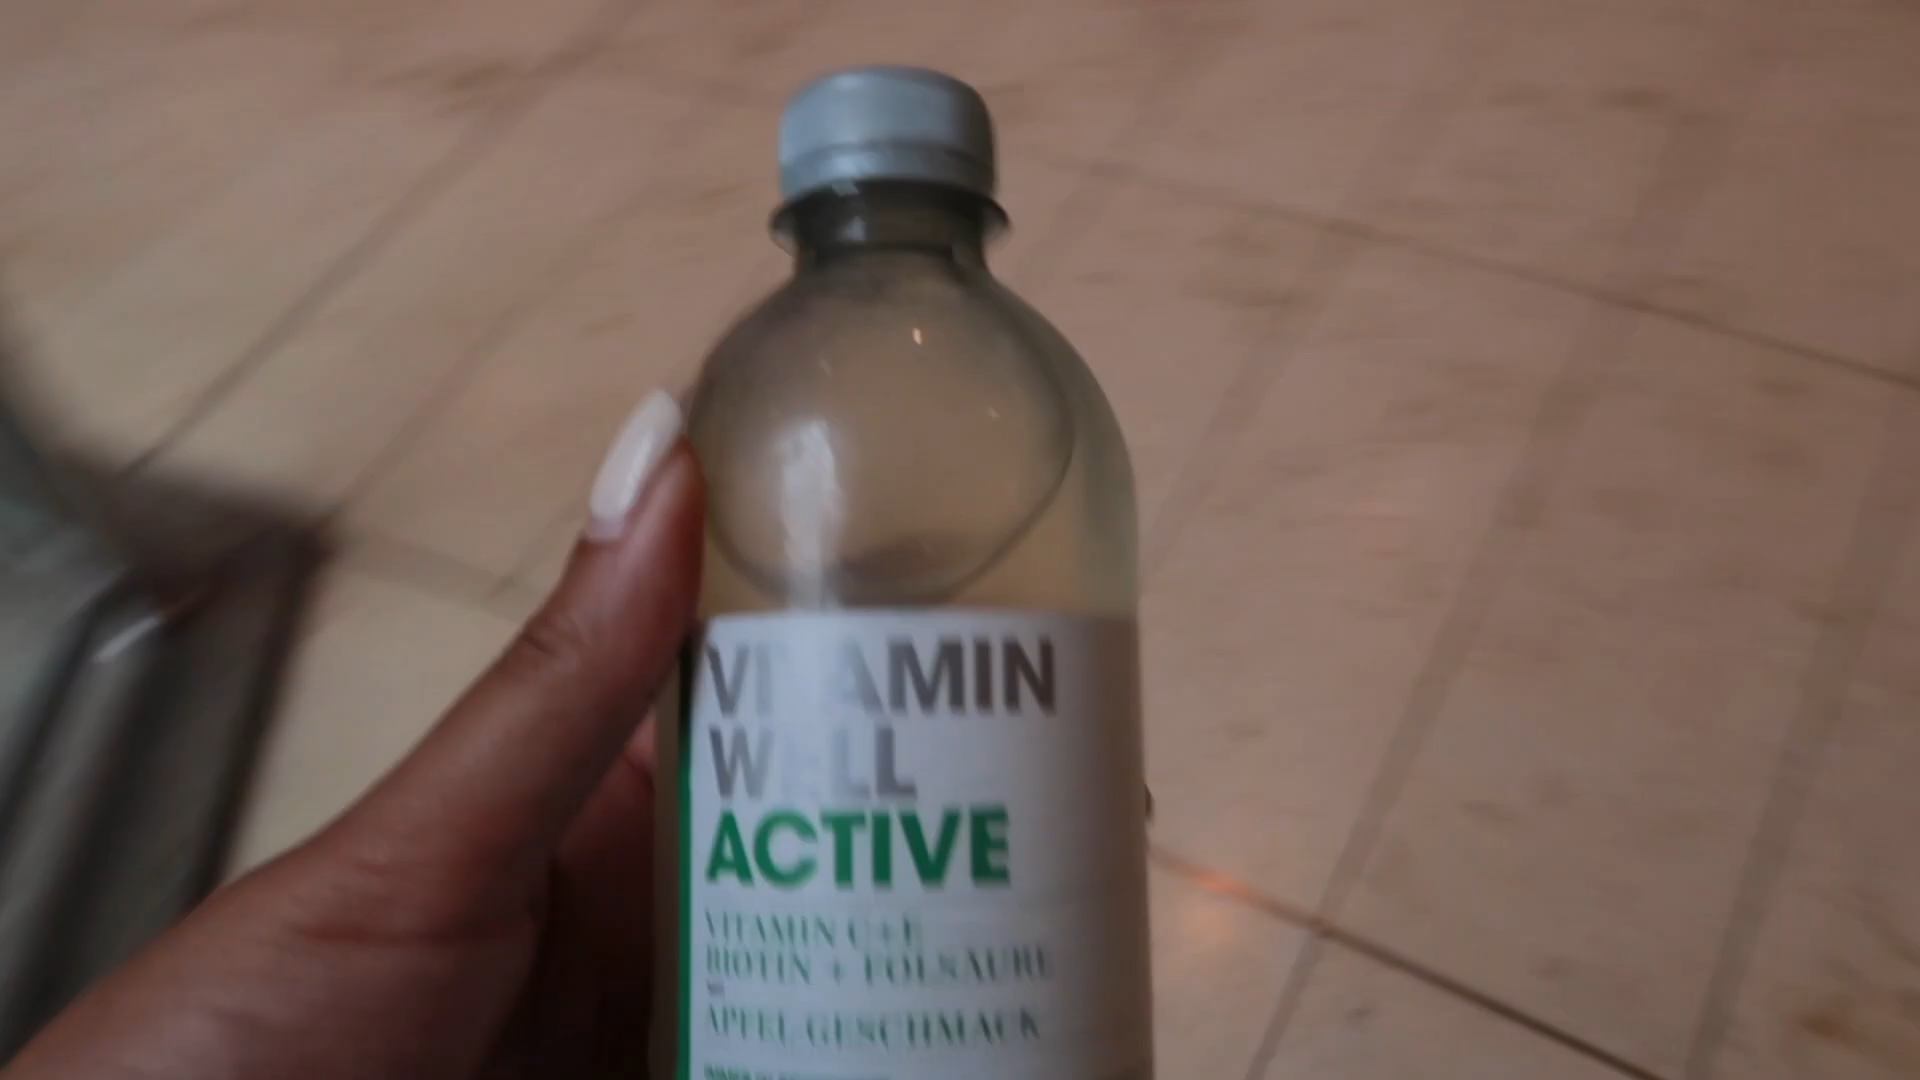 VITAMIN
WELL
ACTIVE
VITAMIN C+E
BIOTIN + FOLSÄURE
APFEL-GESCHMACK